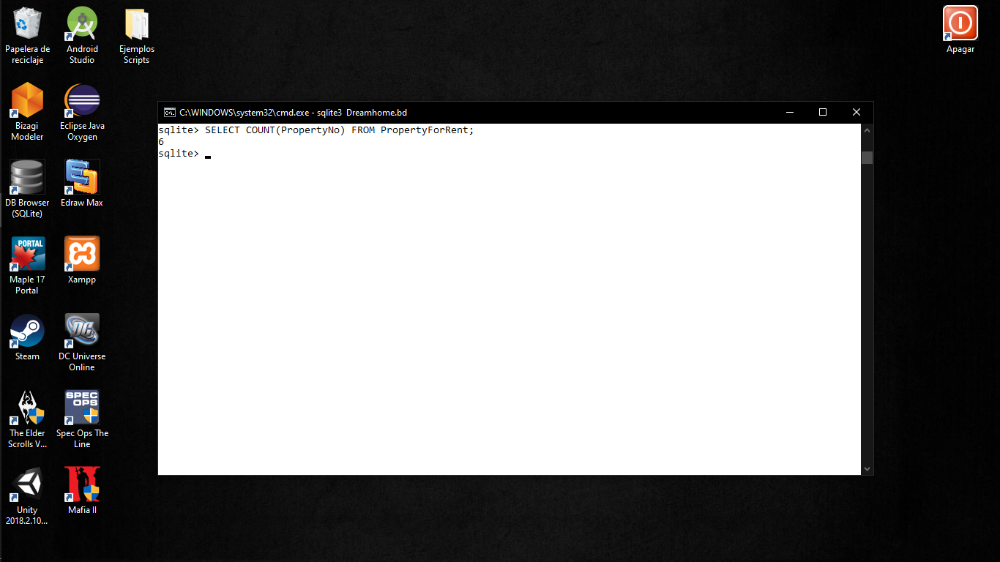 Papelera de
reciclaje
Android
Studio
Ejemplos
Scripts
Apagar
Bizagi
Modeler
Eclipse Java
Oxygen
C:\WINDOWS\system32\cmd.exe - sqlite3  Dreamhome.bd
sqlite> SELECT COUNT(PropertyNo) FROM PropertyForRent;
6
sqlite>
DB Browser
(SQLite)
Edraw Max
PORTAL
Maple 17
Portal
Xampp
Steam
DC
DC Universe
Online
The Elder
Scrolls V...
SPEC
OPS
Spec Ops The
Line
Unity
2018.2.10...
II
Mafia II